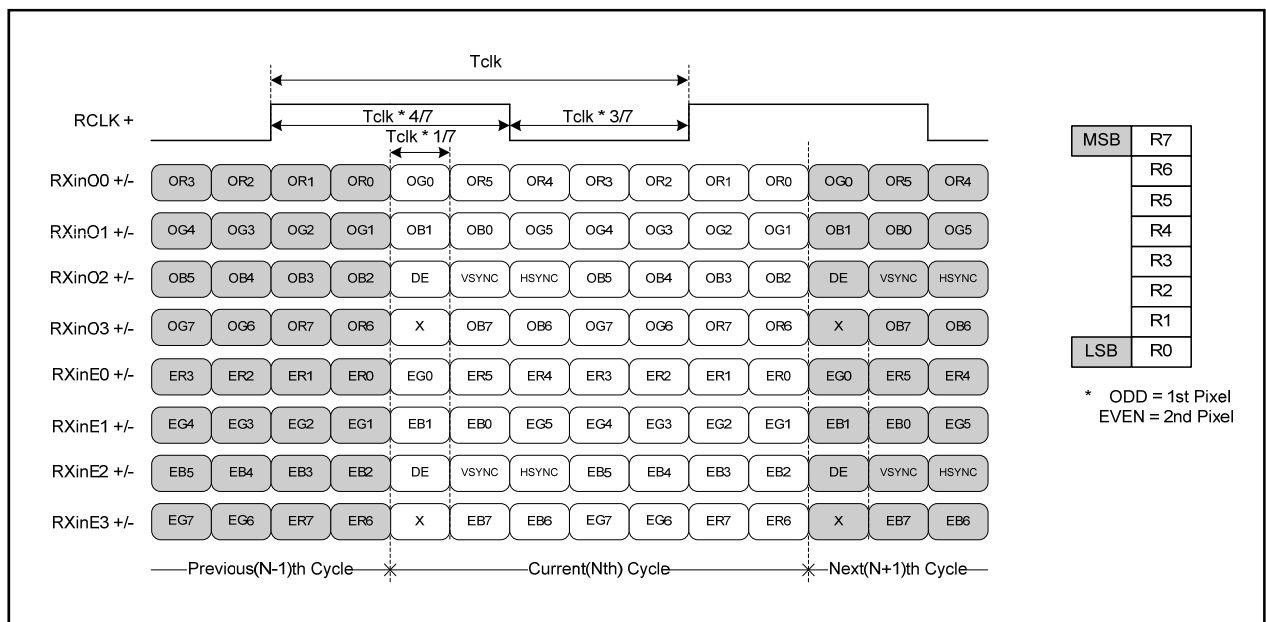 Tclk
RCLK +
Tclk * 4/7
Tclk * 3/7
Tclk * 1/7
RXinO0 +/- OR3 OR2 OR1 OR0 OG0 OR5 OR4 OR3 OR2 OR1 OR0 OG0 OR5 OR4
RXinO1 +/- OG4 OG3 OG2 OG1 OB1 OB0 OG5 OG4 OG3 OG2 OG1 OB1 OB0 OG5
RXinO2 +/- OB5 OB4 OB3 OB2 DE VSYNC HSYNC OB5 OB4 OB3 OB2 DE VSYNC HSYNC
RXinO3 +/- OG7 OG6 OR7 OR6 X OB7 OB6 OG7 OG6 OR7 OR6 X OB7 OB6
RXinE0 +/- ER3 ER2 ER1 ER0 EG0 ER5 ER4 ER3 ER2 ER1 ER0 EG0 ER5 ER4
RXinE1 +/- EG4 EG3 EG2 EG1 EB1 EB0 EG5 EG4 EG3 EG2 EG1 EB1 EB0 EG5
RXinE2 +/- EB5 EB4 EB3 EB2 DE VSYNC HSYNC EB5 EB4 EB3 EB2 DE VSYNC HSYNC
RXinE3 +/- EG7 EG6 ER7 ER6 X EB7 EB6 EG7 EG6 ER7 ER6 X EB7 EB6
Previous(N-1)th Cycle Current(Nth) Cycle Next(N+1)th Cycle
MSB R7
R6
R5
R4
R3
R2
R1
LSB R0
* ODD = 1st Pixel
EVEN = 2nd Pixel